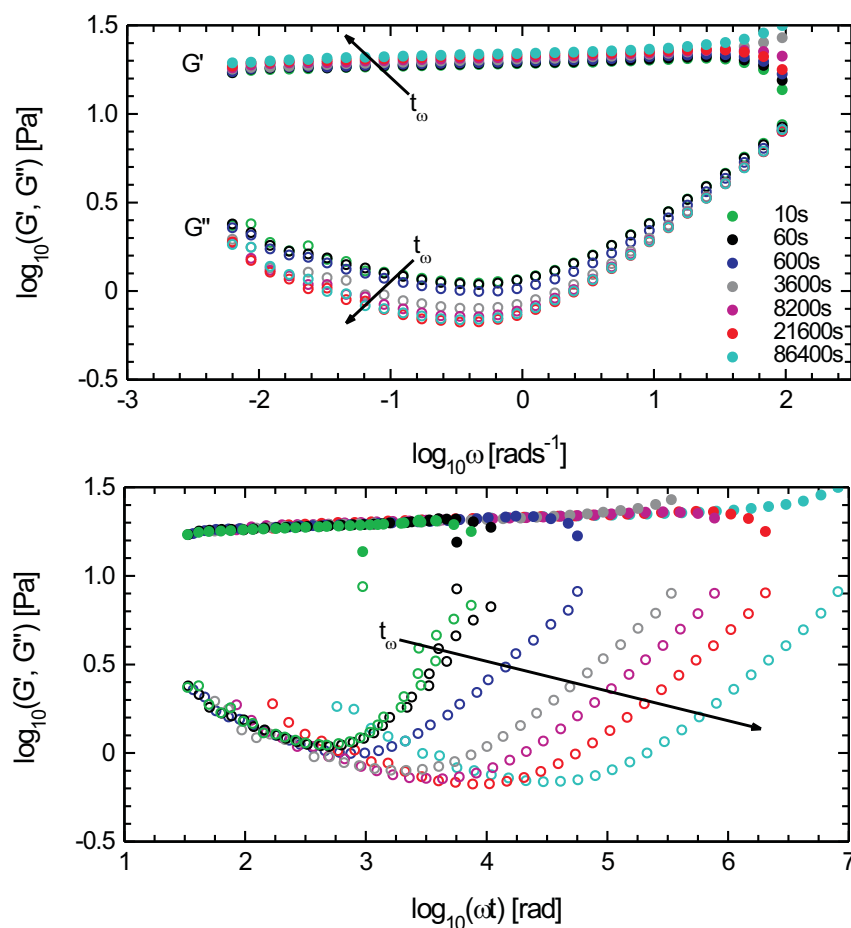 1.5
G'
t_ω
1.0
log₁₀(G', G'') [Pa]
0.5
G''
t_ω
10s
60s
600s
3600s
8200s
21600s
86400s
0
-0.5
-3 -2 -1 0 1 2
log₁₀ω [rads⁻¹]
1.5
1.0
log₁₀(G', G'') [Pa]
t_ω
0.5
0
-0.5
1 2 3 4 5 6 7
log₁₀(ωt) [rad]